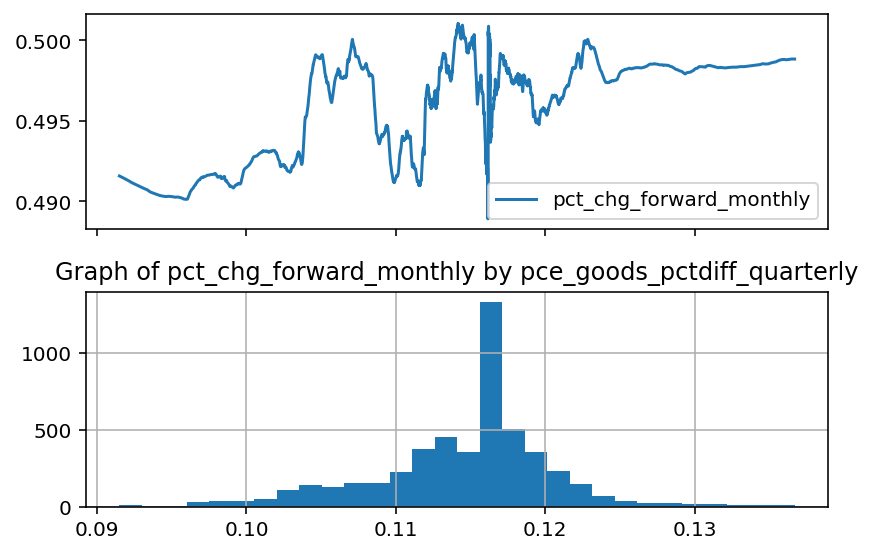 0.500
0.495
0.490
pct_chg_forward_monthly
Graph of pct_chg_forward_monthly by pce_goods_pctdiff_quarterly
1000
500
0
0.09 0.10 0.11 0.12 0.13